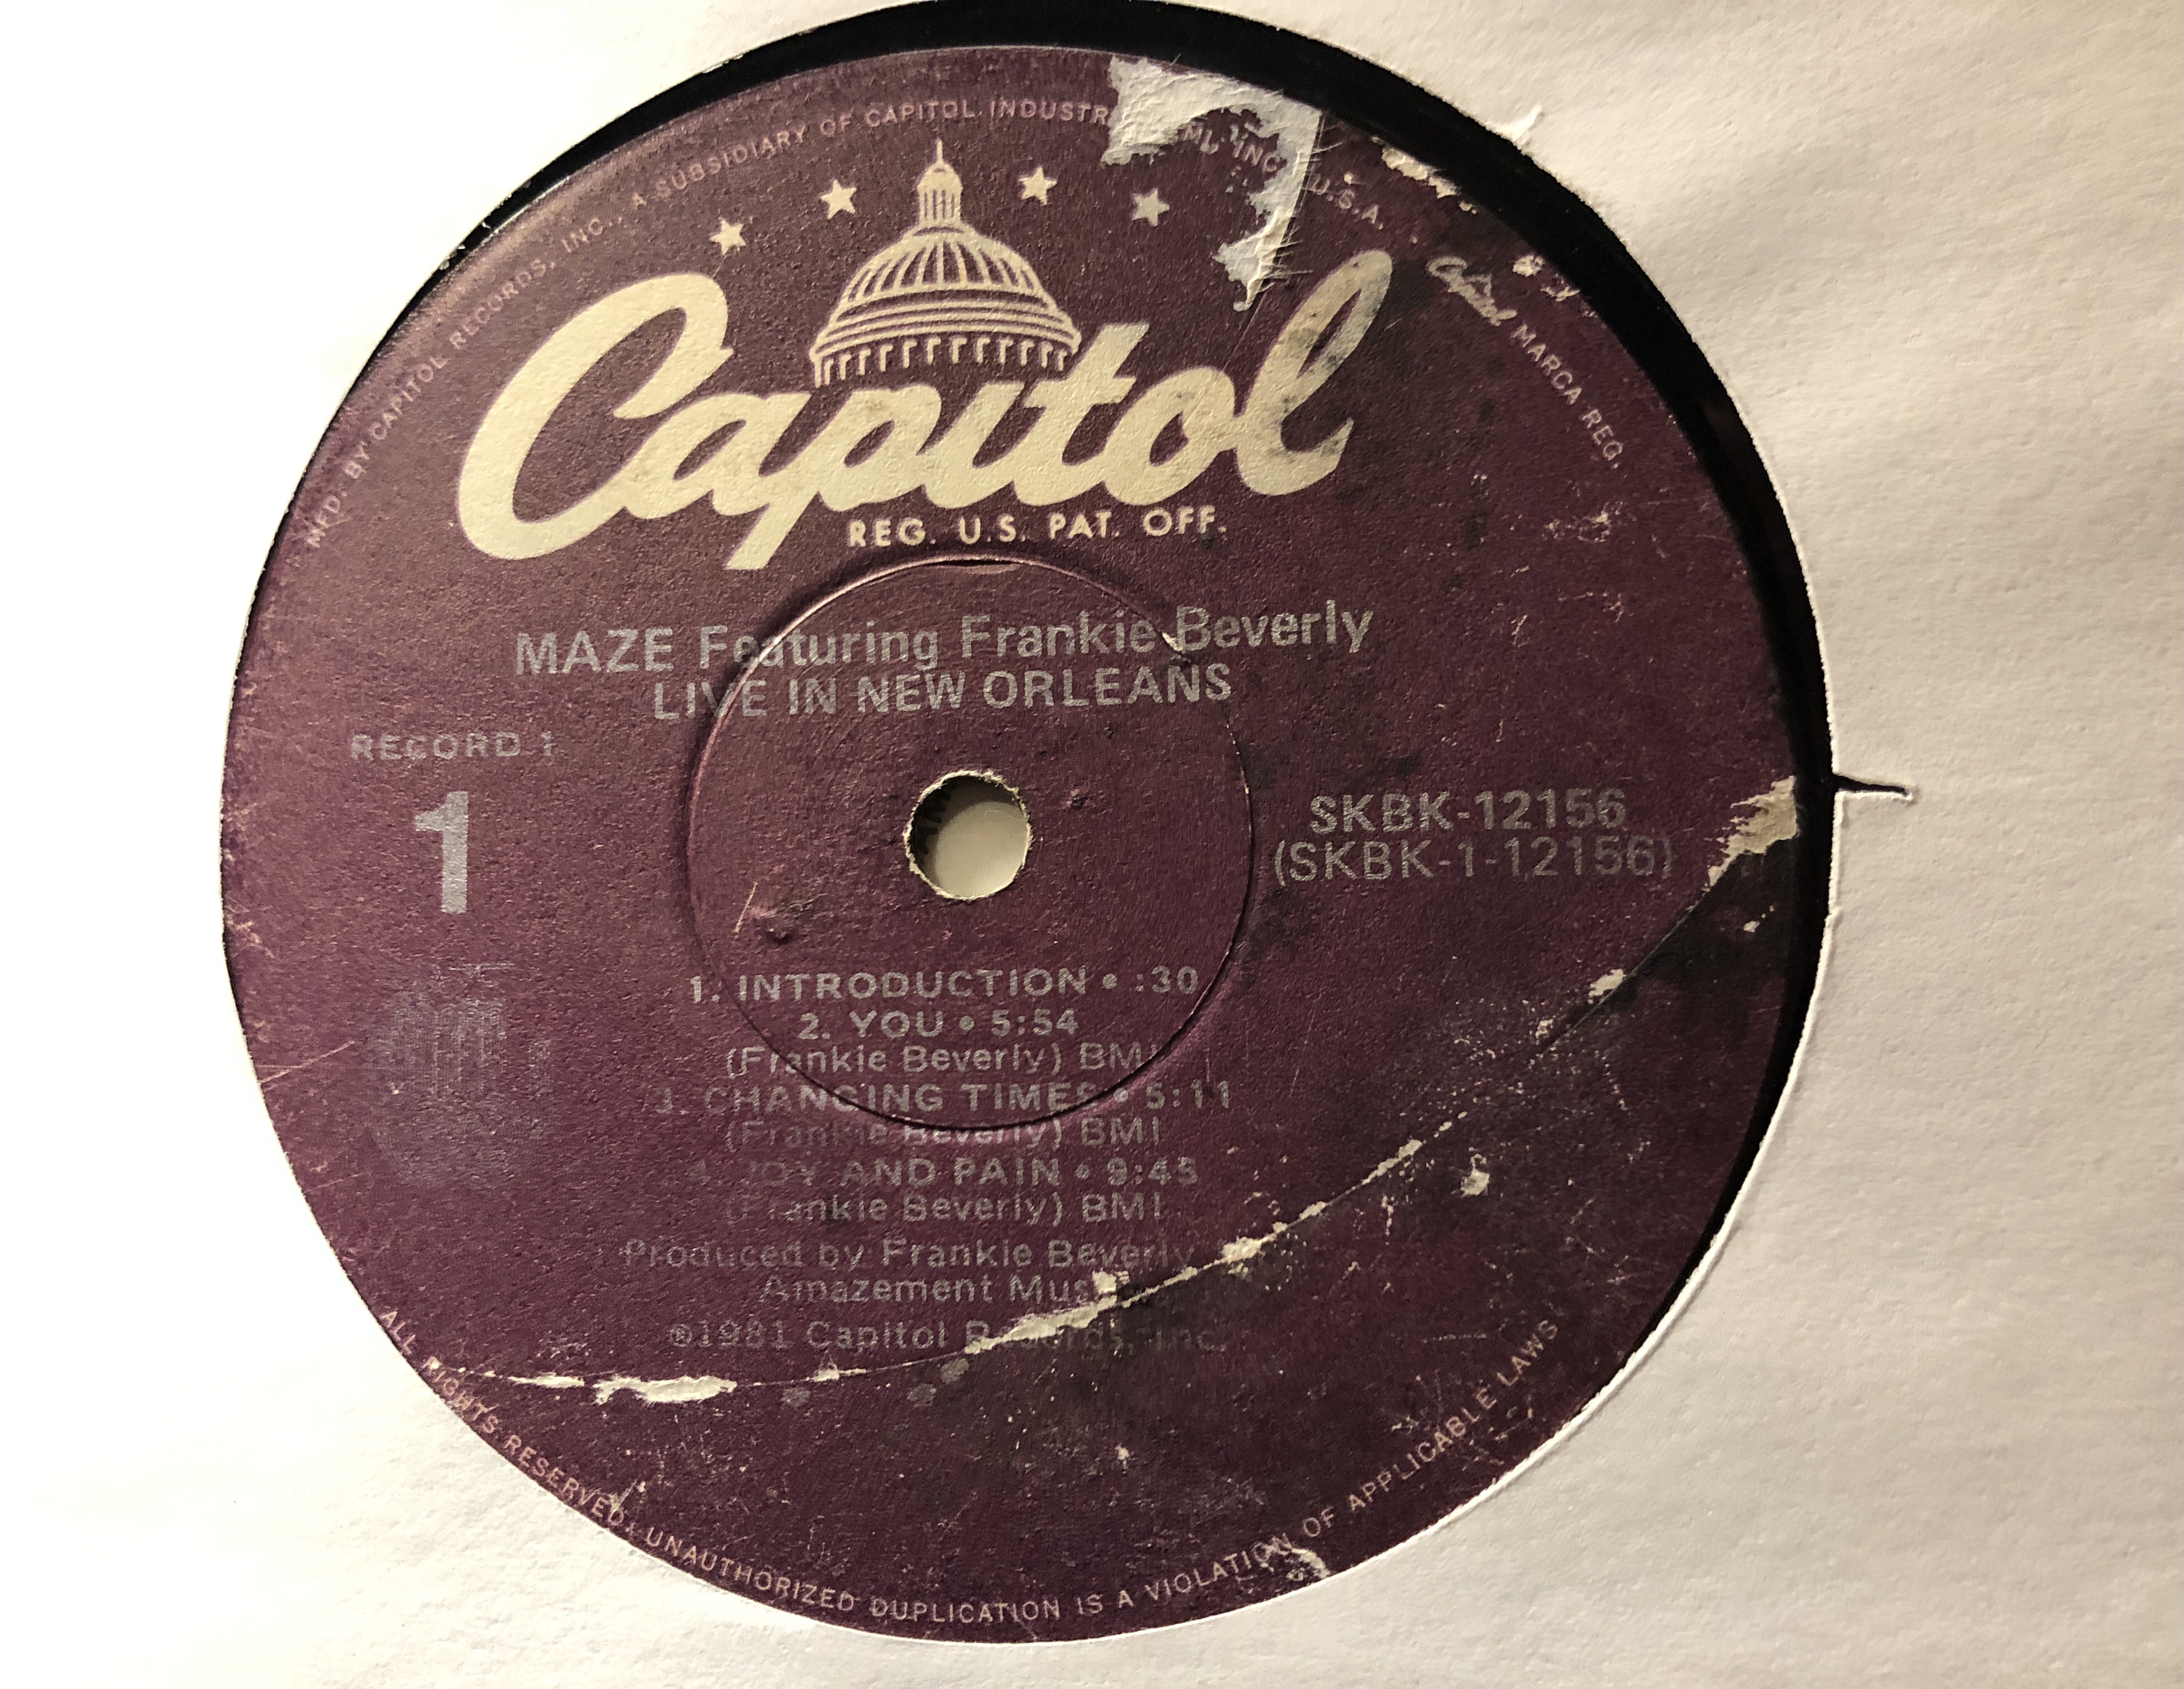 MFD. BY CAPITOL RECORDS, INC., A SUBSIDIARY OF CAPITOL INDUSTR EMI, INC. U.S.A.
Capitol MARCA REG.
Capitol
REG. U.S. PAT. OFF.
MAZE Featuring Frankie Beverly
LIVE IN NEW ORLEANS
RECORD 1
1
SKBK-12156
(SKBK-1-12156)
1. INTRODUCTION • :30
2. YOU • 5:54
(Frankie Beverly) BMI
3. CHANGING TIMES • 5:11
(Frankie Beverly) BMI
4. JOY AND PAIN • 9:45
(Frankie Beverly) BMI
Produced by Frankie Beverly
Amazement Music
℗1981 Capitol Records, Inc.
ALL RIGHTS RESERVED. UNAUTHORIZED DUPLICATION IS A VIOLATION OF APPLICABLE LAWS